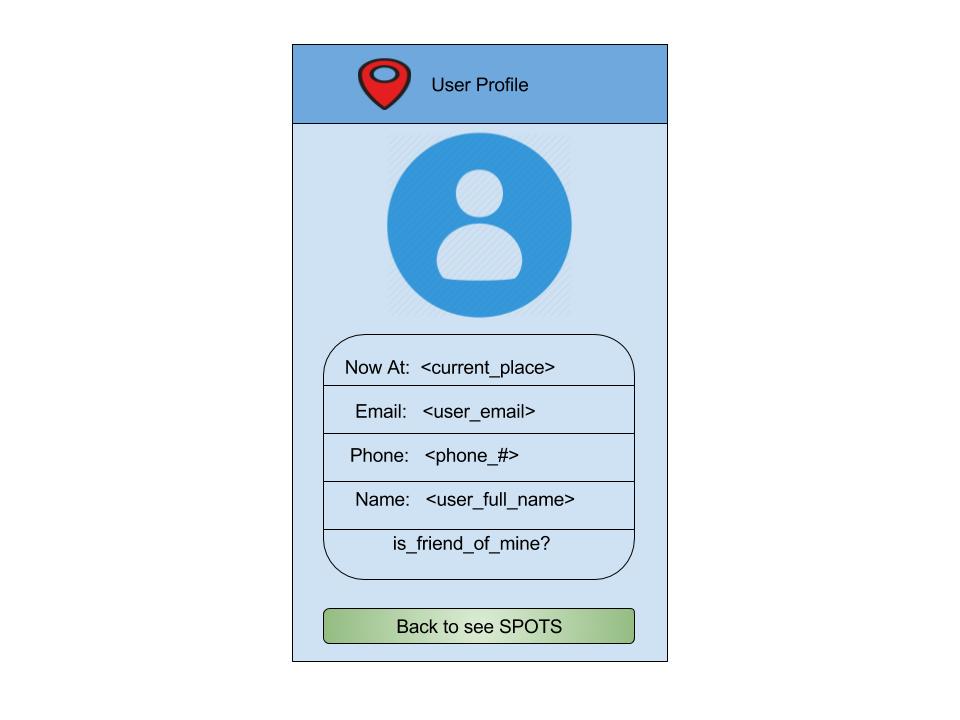 User Profile
Now At: <current_place>
Email: <user_email>
Phone: <phone_#>
Name: <user_full_name>
is_friend_of_mine?
Back to see SPOTS